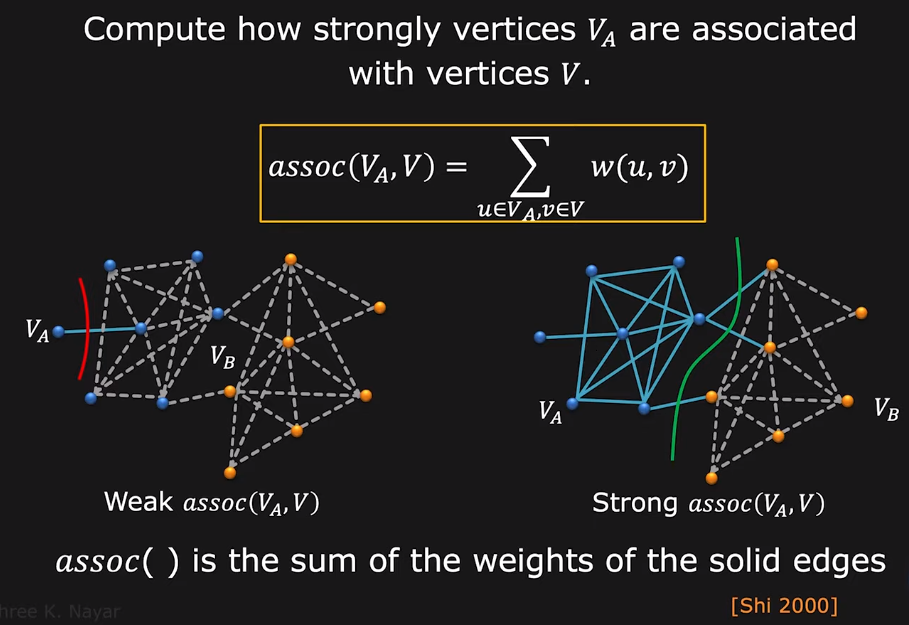 Compute how strongly vertices V_A are associated
with vertices V.
assoc(V_A, V) = ∑ w(u, v)
u∈V_A,v∈V
V_A
V_B
V_A
V_B
Weak assoc(V_A, V)
Strong assoc(V_A, V)
assoc( ) is the sum of the weights of the solid edges
hree K. Nayar
[Shi 2000]